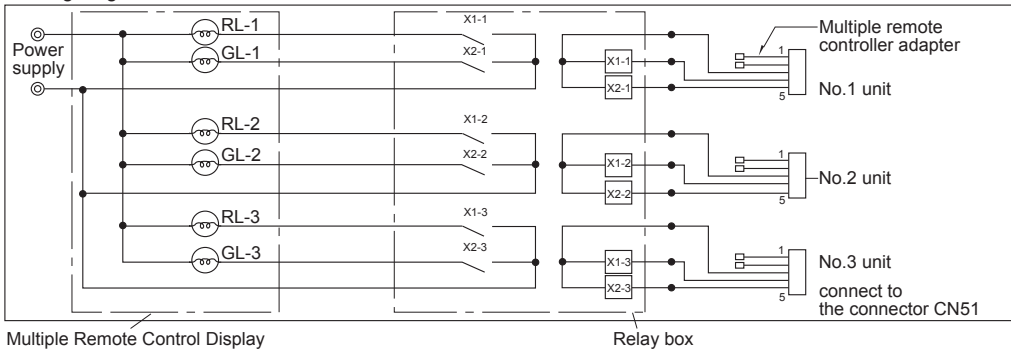 RL-1
X1-1
GL-1
X2-1
Power
supply
X1-1
X2-1
1
5
Multiple remote
controller adapter
No.1 unit
RL-2
X1-2
GL-2
X2-2
X1-2
X2-2
1
5
No.2 unit
RL-3
X1-3
GL-3
X2-3
X1-3
X2-3
1
5
No.3 unit
connect to
the connector CN51
Multiple Remote Control Display
Relay box